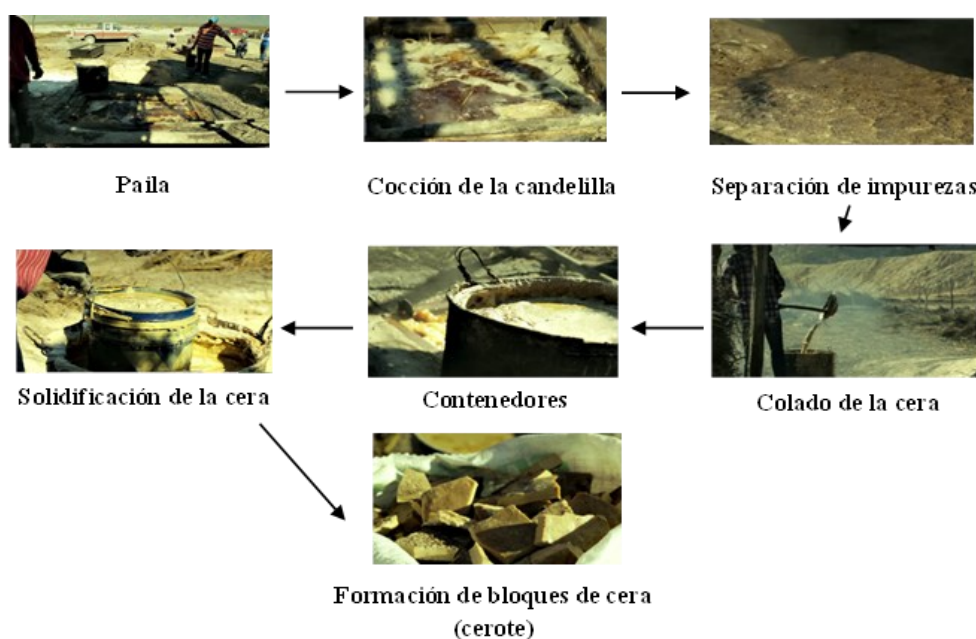 Paila
Cocción de la candelilla
Separación de impurezas
Colado de la cera
Contenedores
Solidificación de la cera
Formación de bloques de cera
(cerote)